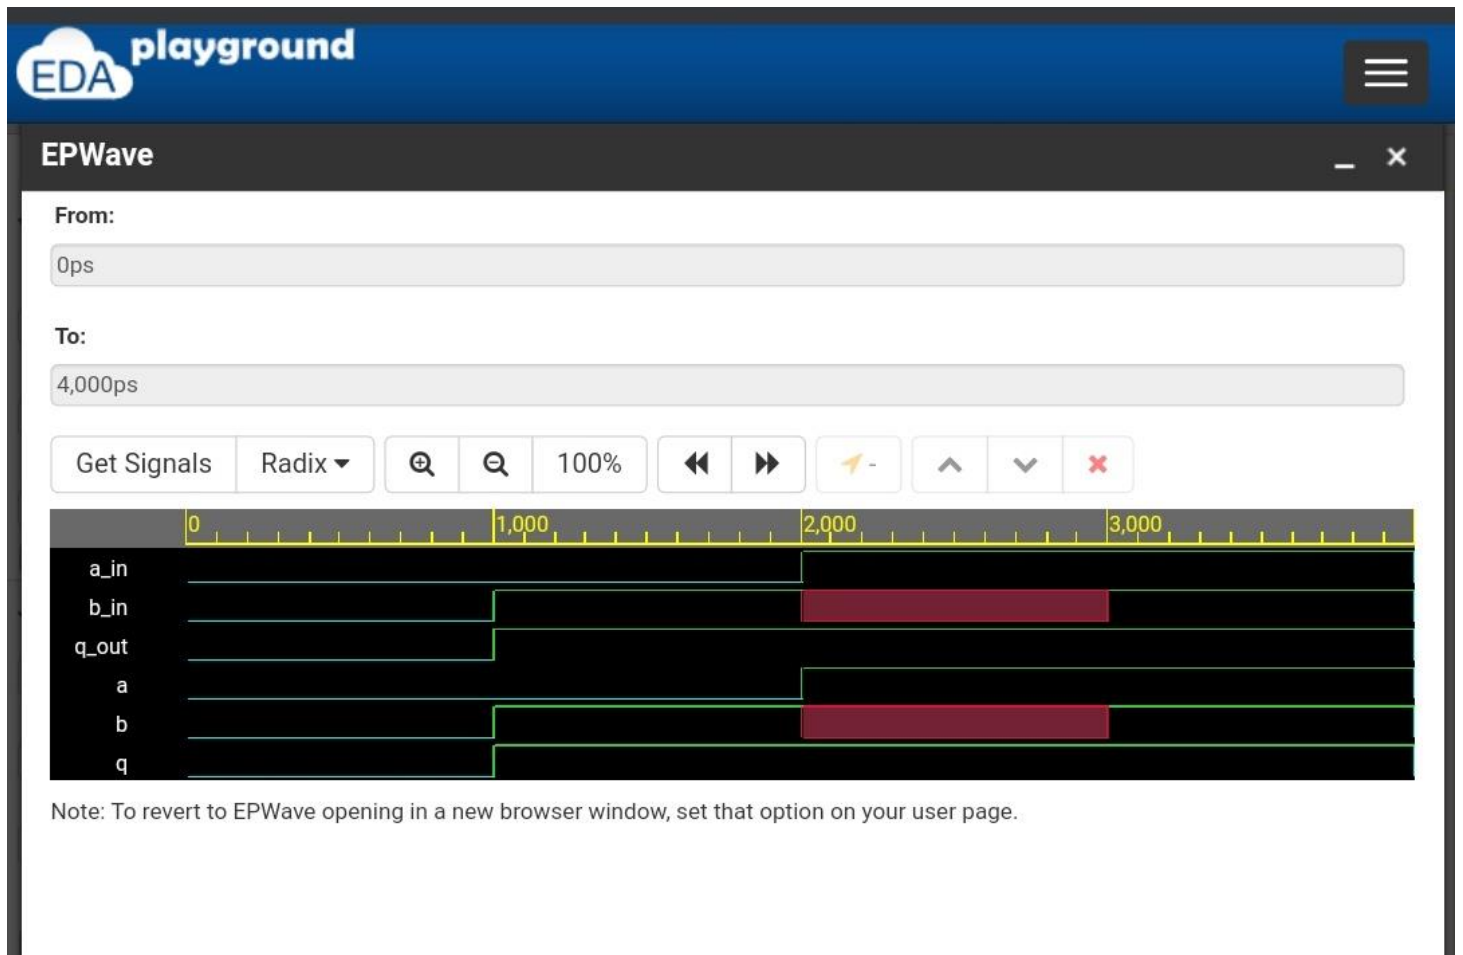 EDA playground
EPWave
From:
0ps
To:
4,000ps
Get Signals Radix 100% -
0 1,000 2,000 3,000
a_in
b_in
q_out
a
b
q
Note: To revert to EPWave opening in a new browser window, set that option on your user page.